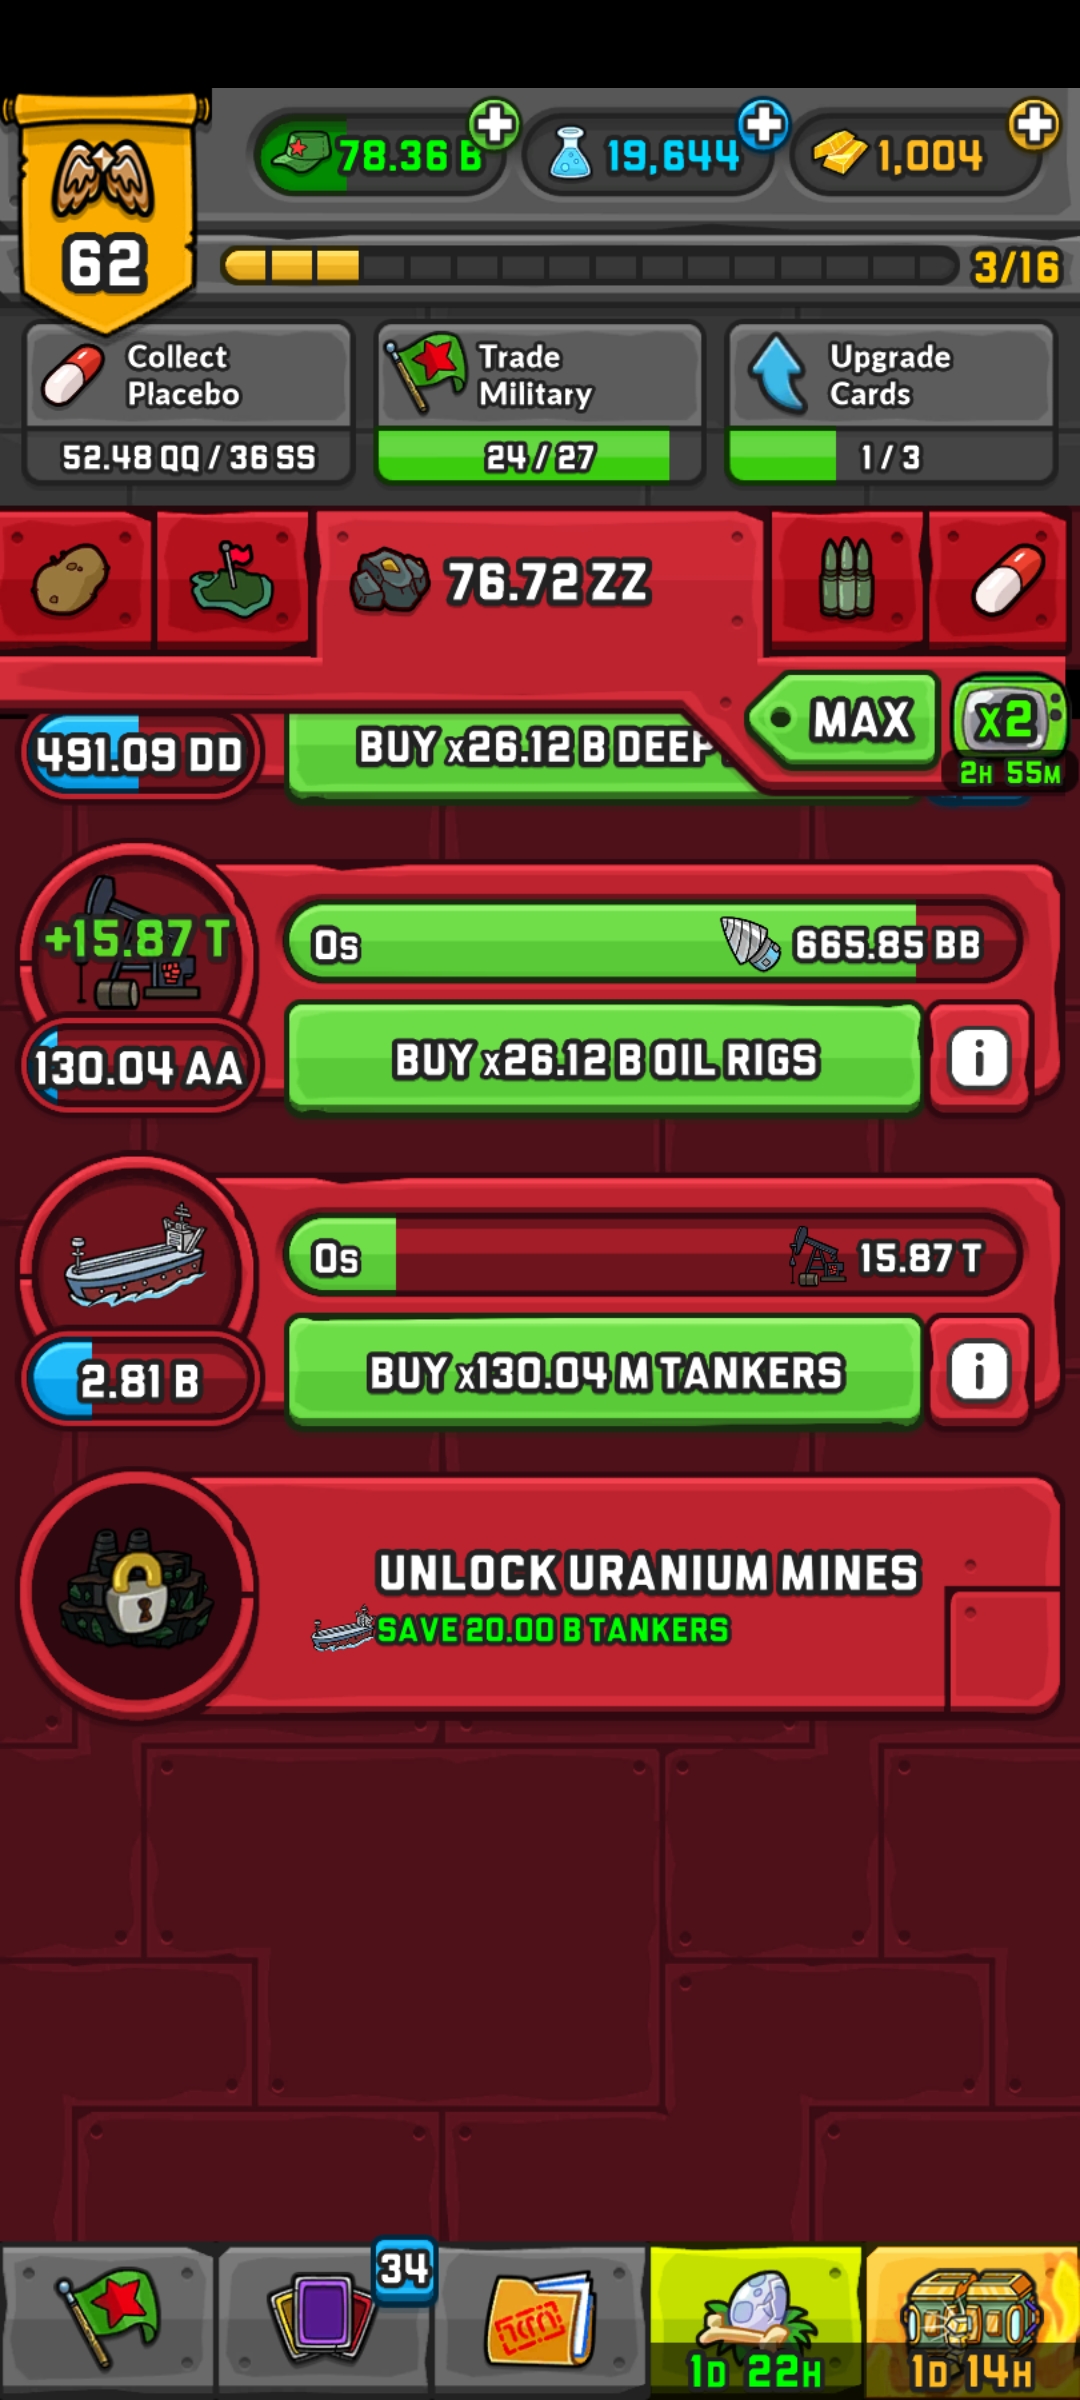 78.36 B
19,644
1,004
62
3/16
Collect
Placebo
52.48 QQ / 36 SS
Trade
Military
24 / 27
Upgrade
Cards
1 / 3
76.72 ZZ
MAX
x2
2H 55M
491.09 DD
BUY x26.12 B DEEP
+15.87 T
0s
665.85 BB
130.04 AA
BUY x26.12 B OIL RIGS
i
0s
15.87 T
2.81 B
BUY x130.04 M TANKERS
i
UNLOCK URANIUM MINES
SAVE 20.00 B TANKERS
34
1D 22H
1D 14H